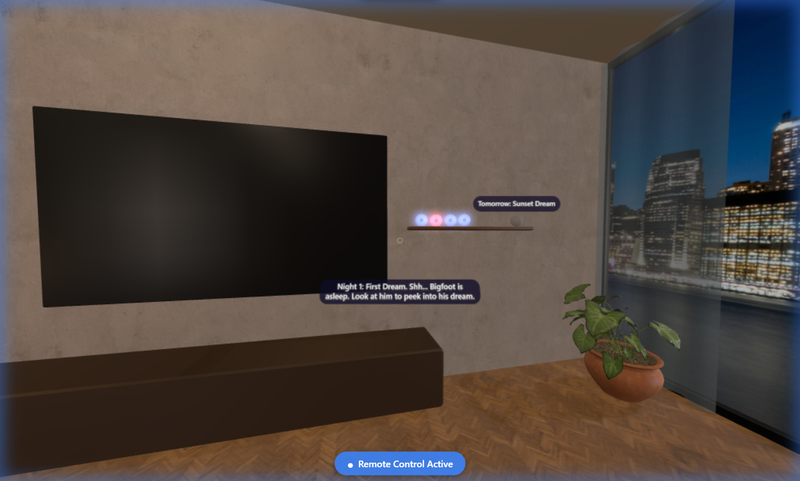 Tomorrow: Sunset Dream
Night 1: First Dream. Shh... Bigfoot is
asleep. Look at him to peek into his dream.
Remote Control Active